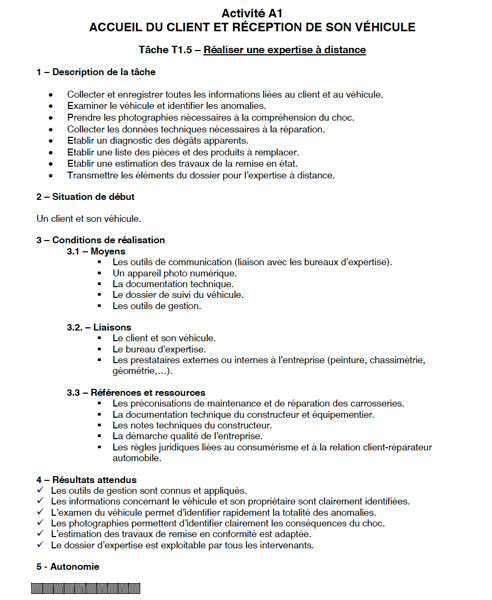 Activité A1
ACCUEIL DU CLIENT ET RÉCEPTION DE SON VÉHICULE
Tâche T1.5 – Réaliser une expertise à distance
1 – Description de la tâche
• Collecter et enregistrer toutes les informations liées au client et au véhicule.
• Examiner le véhicule et identifier les anomalies.
• Prendre les photographies nécessaires à la compréhension du choc.
• Collecter les données techniques nécessaires à la réparation.
• Etablir un diagnostic des dégâts apparents.
• Etablir une liste des pièces et des produits à remplacer.
• Etablir une estimation des travaux de la remise en état.
• Transmettre les éléments du dossier pour l'expertise à distance.
2 – Situation de début
Un client et son véhicule.
3 – Conditions de réalisation
3.1 – Moyens
▪ Les outils de communication (liaison avec les bureaux d'expertise).
▪ Un appareil photo numérique.
▪ La documentation technique.
▪ Le dossier de suivi du véhicule.
▪ Les outils de gestion.
3.2. – Liaisons
▪ Le client et son véhicule.
▪ Le bureau d'expertise.
▪ Les prestataires externes ou internes à l'entreprise (peinture, chassimètrie,
géométrie,…).
3.3 – Références et ressources
▪ Les préconisations de maintenance et de réparation des carrosseries.
▪ La documentation technique du constructeur et équipementier.
▪ Les notes techniques du constructeur.
▪ La démarche qualité de l'entreprise.
▪ Les règles juridiques liées au consumérisme et à la relation client-réparateur
automobile.
4 – Résultats attendus
✓ Les outils de gestion sont connus et appliqués.
✓ Les informations concernant le véhicule et son propriétaire sont clairement identifiées.
✓ L'examen du véhicule permet d'identifier rapidement la totalité des anomalies.
✓ Les photographies permettent d'identifier clairement les conséquences du choc.
✓ L'estimation des travaux de remise en conformité est adaptée.
✓ Le dossier d'expertise est exploitable par tous les intervenants.
5 - Autonomie